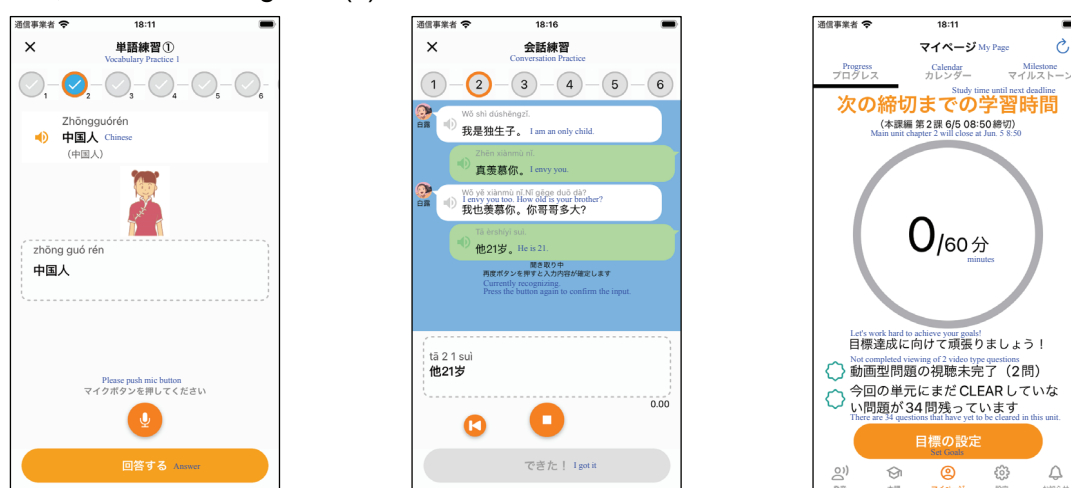 通信事業者 18:11
単語練習①
Vocabulary Practice 1
1 2 3 4 5 6
Zhōngguórén
中国人 Chinese
（中国人）
zhōng guó rén
中国人
Please push mic button
マイクボタンを押してください
回答する Answer
通信事業者 18:16
会話練習
Conversation Practice
1 2 3 4 5 6
Wǒ shì dúshēngzǐ.
我是独生子。 I am an only child.
白露
Zhēn xiànmù nǐ.
真羡慕你。 I envy you.
Wǒ yě xiànmù nǐ.Nǐ gēge duō dà?
I envy you too. How old is your brother?
我也羡慕你。你哥哥多大?
白露
Tā èrshíyī suì.
他21岁。 He is 21.
聞き取り中
再度ボタンを押すと入力内容が確定します
Currently recognizing.
Press the button again to confirm the input.
tā 2 1 suì
他21岁
0.00
できた！ I got it
通信事業者 18:11
マイページ My Page
Progress Calendar Milestone
プログレス カレンダー マイルストーン
Study time until next deadline
次の締切までの学習時間
（本課編 第2課 6/5 08:50締切）
Main unit chapter 2 will close at Jun. 5 8:50
0/60 分
minutes
Let's work hard to achieve your goals!
目標達成に向けて頑張りましょう！
Not completed viewing of 2 video type questions
動画型問題の視聴未完了（2問）
今回の単元にまだCLEARしていな
い問題が34問残っています
There are 34 questions that have yet to be cleared in this unit.
目標の設定
Set Goals